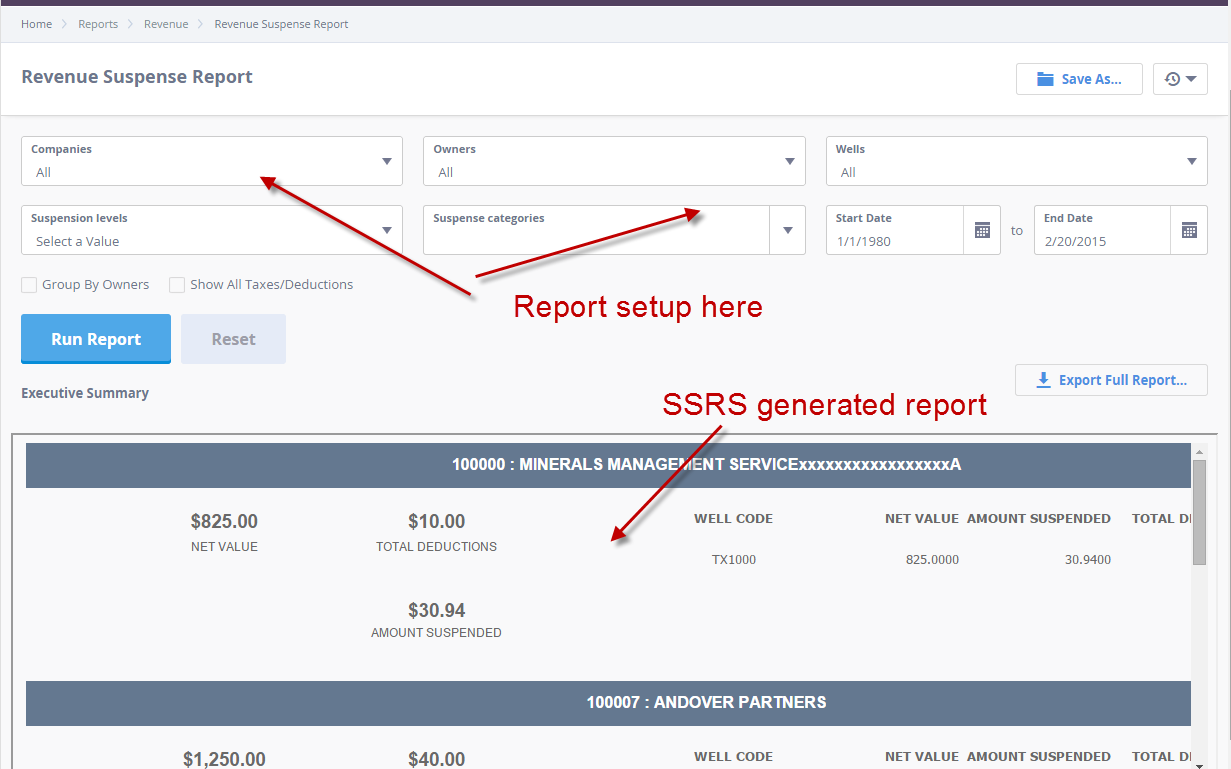 Home > Reports > Revenue > Revenue Suspense Report
Revenue Suspense Report
Save As...
Companies
All
Owners
All
Wells
All
Suspension levels
Select a Value
Suspense categories
Start Date
1/1/1980
to
End Date
2/20/2015
Group By Owners
Show All Taxes/Deductions
Report setup here
Run Report
Reset
Export Full Report...
Executive Summary
SSRS generated report
100000 : MINERALS MANAGEMENT SERVICExxxxxxxxxxxxxxxxxA
$825.00
NET VALUE
$10.00
TOTAL DEDUCTIONS
$30.94
AMOUNT SUSPENDED
WELL CODE NET VALUE AMOUNT SUSPENDED TOTAL DI
TX1000 825.0000 30.9400
100007 : ANDOVER PARTNERS
$1,250.00 $40.00 WELL CODE NET VALUE AMOUNT SUSPENDED TOTAL DI